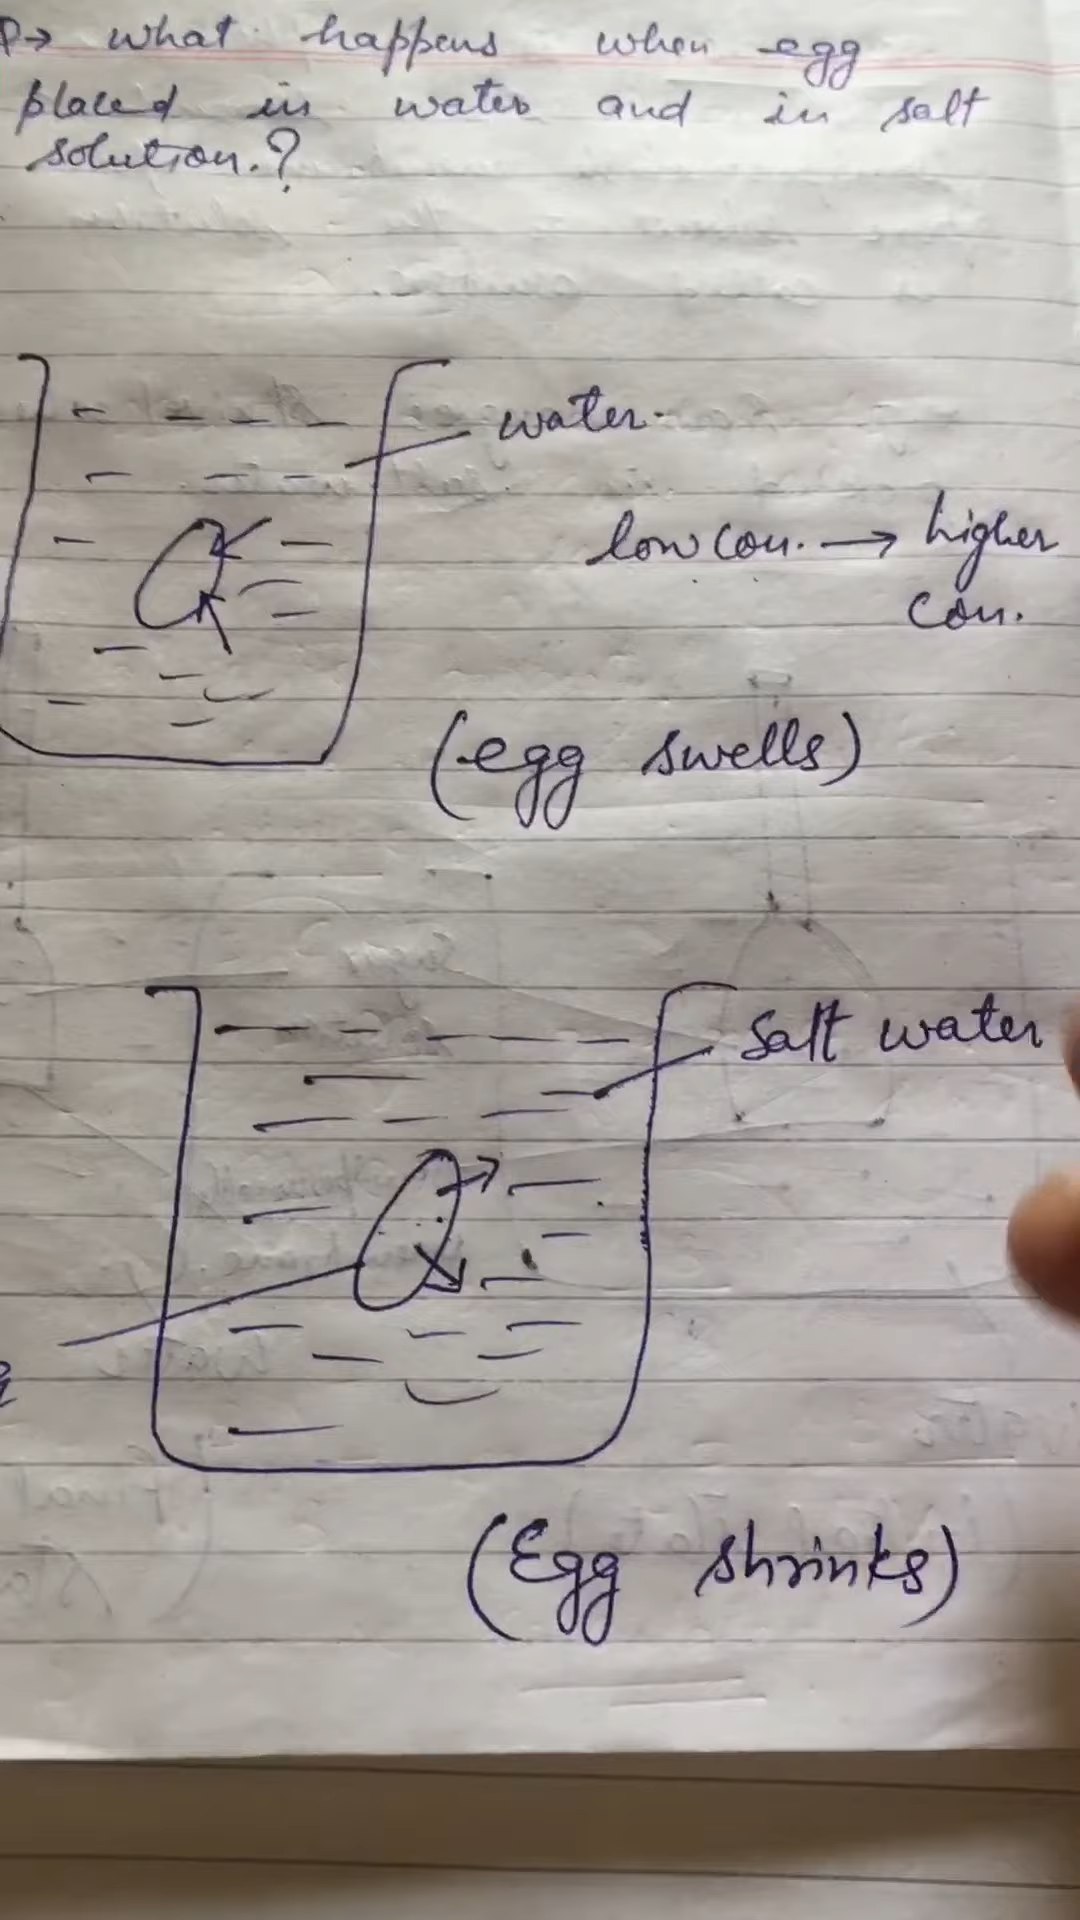 what happens when egg
placed in water and in salt
solution.?
water.
low con. → higher
con.
(egg swells)
Salt water
(Egg shrinks)